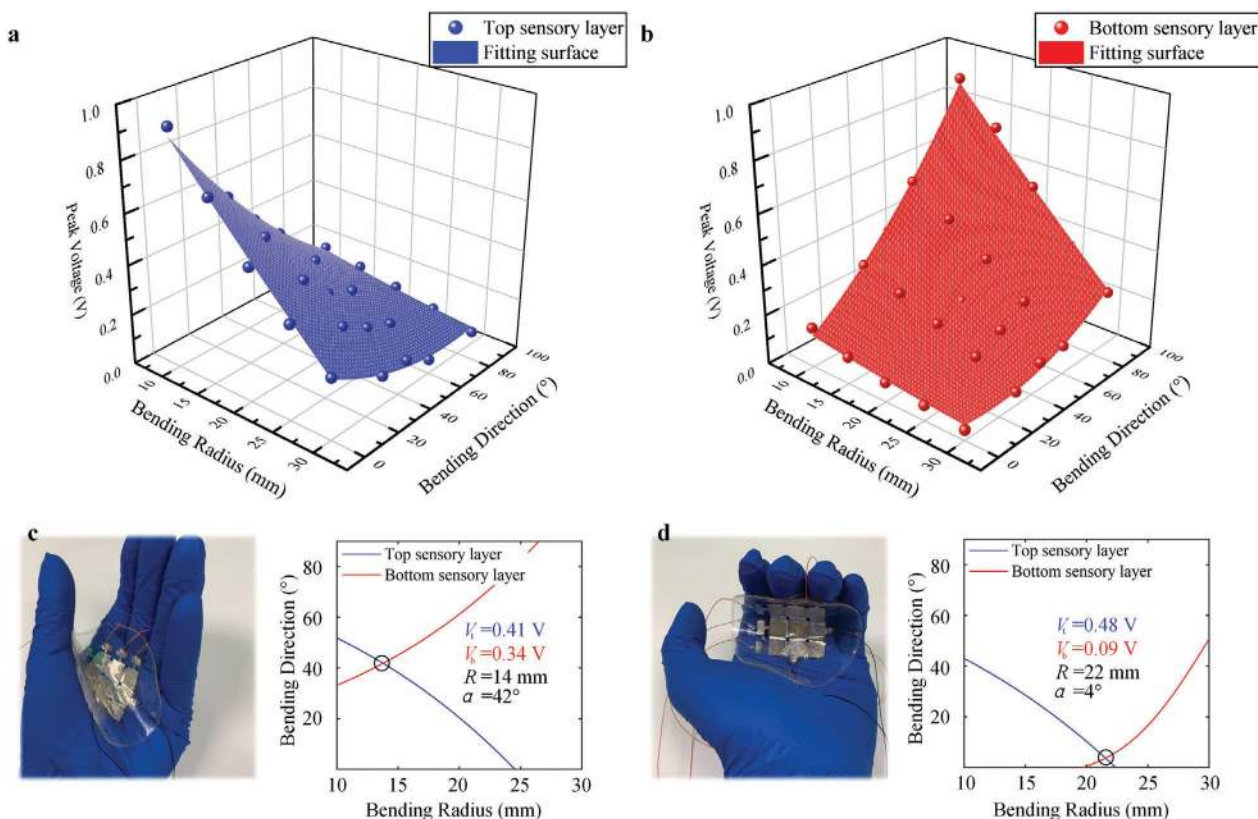 a
Top sensory layer
Fitting surface
1.0
0.8
0.6
0.4
0.2
0.0
Peak Voltage (V)
10
15
20
25
30
Bending Radius (mm)
0
20
40
60
80
100
Bending Direction (°)
b
Bottom sensory layer
Fitting surface
1.0
0.8
0.6
0.4
0.2
0.0
Peak Voltage (V)
10
15
20
25
30
Bending Radius (mm)
0
20
40
60
80
100
Bending Direction (°)
c
Top sensory layer
Bottom sensory layer
80
60
40
20
Bending Direction (°)
Vt=0.41 V
Vb=0.34 V
R=14 mm
α=42°
10 15 20 25 30
Bending Radius (mm)
d
Top sensory layer
Bottom sensory layer
80
60
40
20
Bending Direction (°)
Vt=0.48 V
Vb=0.09 V
R=22 mm
α=4°
10 15 20 25 30
Bending Radius (mm)